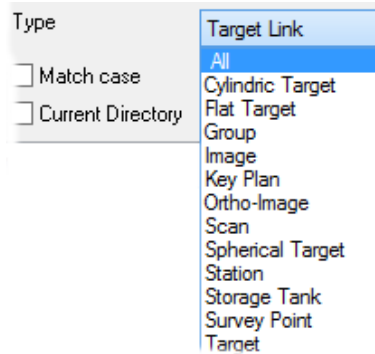 Type
Target Link
All
Match case
Cylindric Target
Current Directory
Flat Target
Group
Image
Key Plan
Ortho-Image
Scan
Spherical Target
Station
Storage Tank
Survey Point
Target